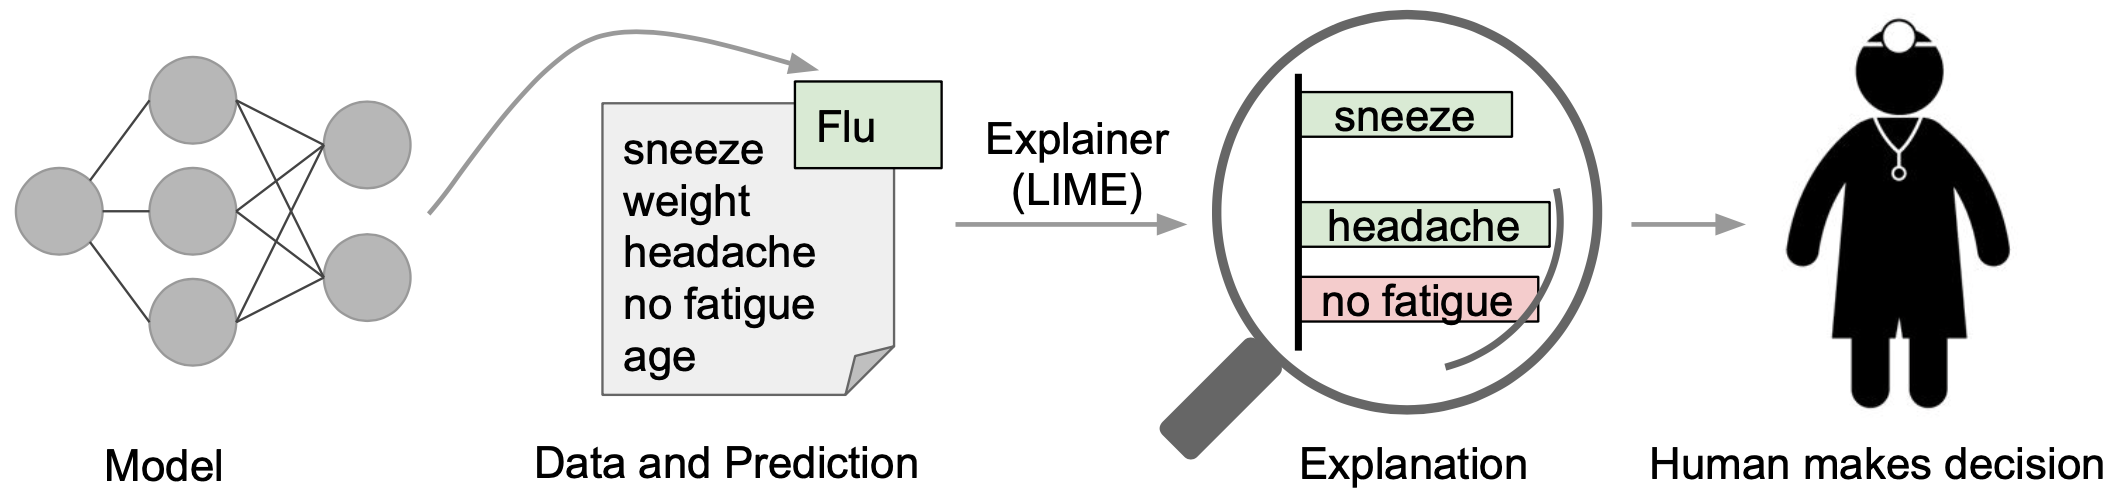 Flu
sneeze
weight
headache
no fatigue
age
Explainer
(LIME)
sneeze
headache
no fatigue
Model
Data and Prediction
Explanation
Human makes decision